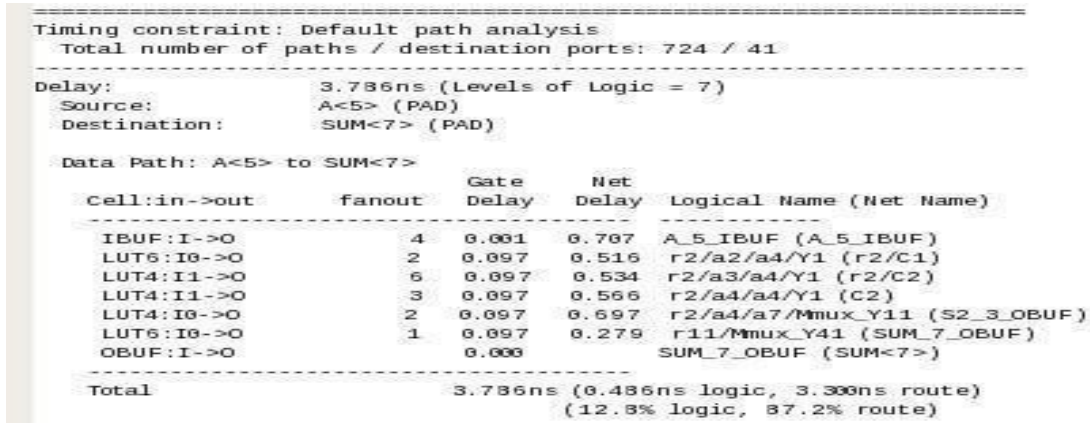 Timing constraint: Default path analysis
Total number of paths / destination ports: 724 / 41
Delay: 3.786ns (Levels of Logic = 7)
Source: A<5> (PAD)
Destination: SUM<7> (PAD)
Data Path: A<5> to SUM<7>
Gate Net
Cell:in->out fanout Delay Delay Logical Name (Net Name)
IBUF:I->O 4 0.001 0.707 A_5_IBUF (A_5_IBUF)
LUT6:I0->O 2 0.097 0.516 r2/a2/a4/Y1 (r2/C1)
LUT4:I1->O 6 0.097 0.534 r2/a3/a4/Y1 (r2/C2)
LUT4:I1->O 3 0.097 0.566 r2/a4/a4/Y1 (C2)
LUT4:I0->O 2 0.097 0.697 r2/a4/a7/Mmux_Y11 (S2_3_OBUF)
LUT6:I0->O 1 0.097 0.279 r11/Mmux_Y41 (SUM_7_OBUF)
OBUF:I->O 0.000 SUM_7_OBUF (SUM<7>)
Total 3.786ns (0.486ns logic, 3.300ns route)
(12.8% logic, 87.2% route)